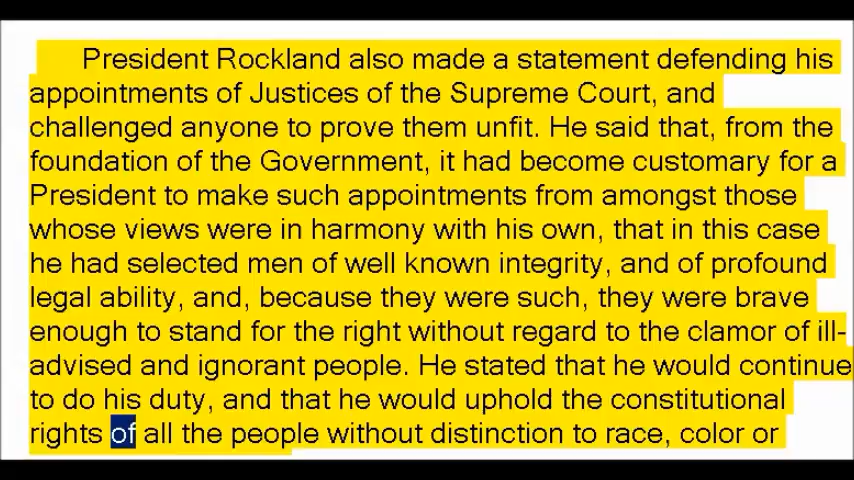 President Rockland also made a statement defending his
appointments of Justices of the Supreme Court, and
challenged anyone to prove them unfit. He said that, from the
foundation of the Government, it had become customary for a
President to make such appointments from amongst those
whose views were in harmony with his own, that in this case
he had selected men of well known integrity, and of profound
legal ability, and, because they were such, they were brave
enough to stand for the right without regard to the clamor of ill-
advised and ignorant people. He stated that he would continue
to do his duty, and that he would uphold the constitutional
rights of all the people without distinction to race, color or